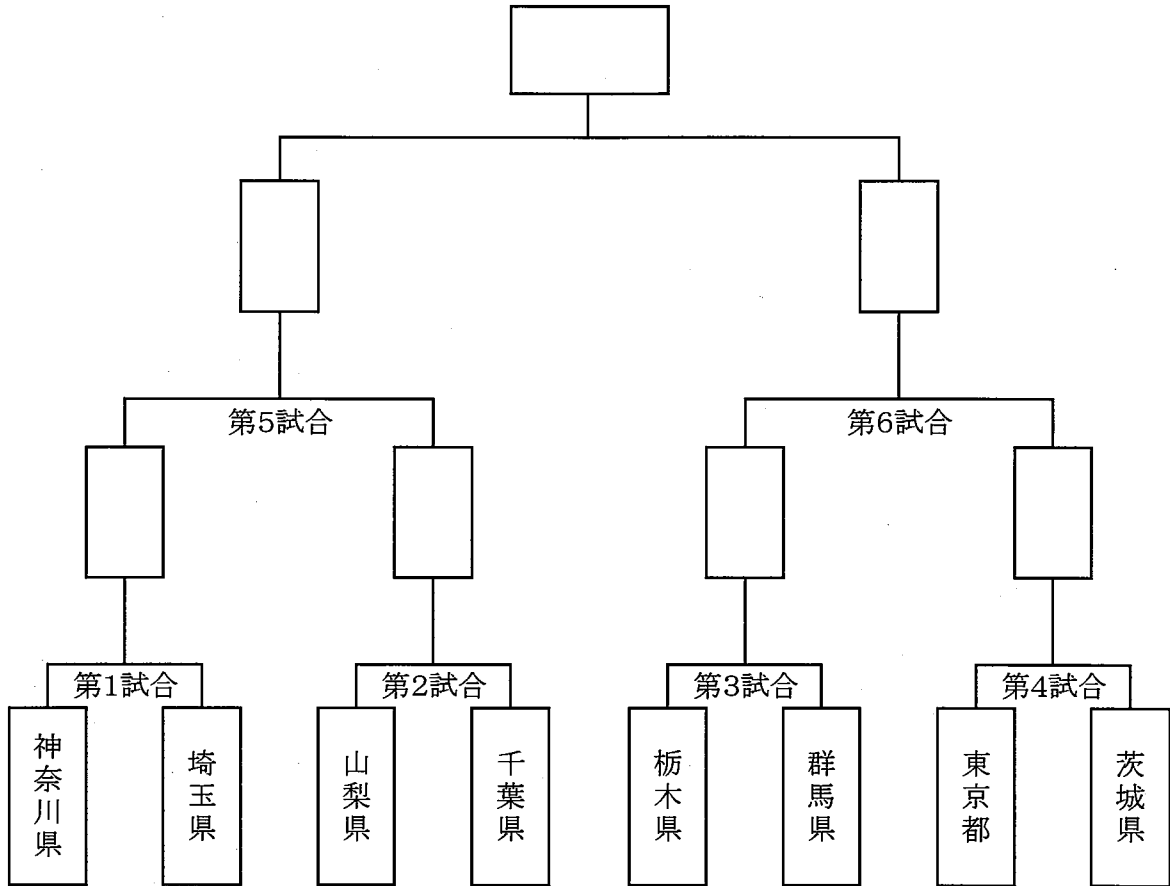 第5試合
第6試合
第1試合
第2試合
第3試合
第4試合
神奈川県
埼玉県
山梨県
千葉県
栃木県
群馬県
東京都
茨城県